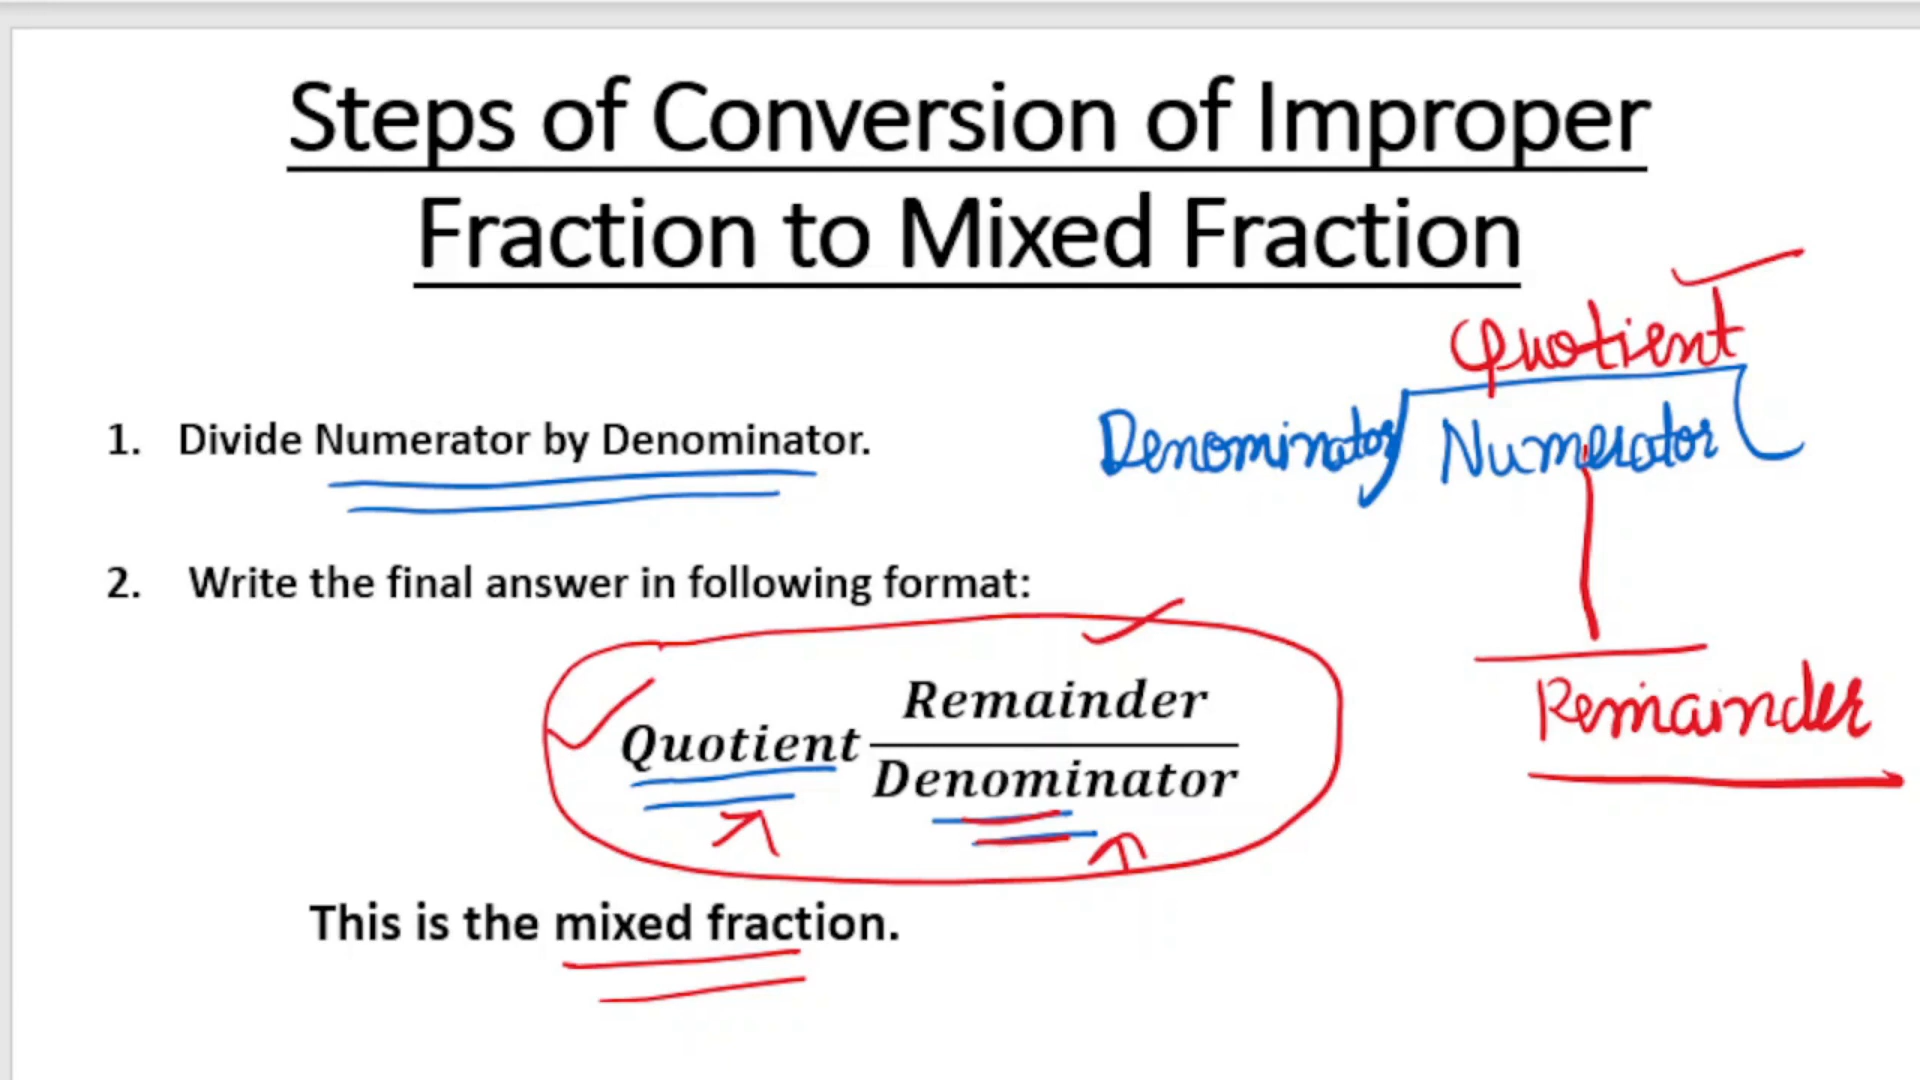 Steps of Conversion of Improper
Fraction to Mixed Fraction
Quotient
Denominator Numerator
1. Divide Numerator by Denominator.
2. Write the final answer in following format:
Remainder
Quotient
Denominator
Remainder
This is the mixed fraction.